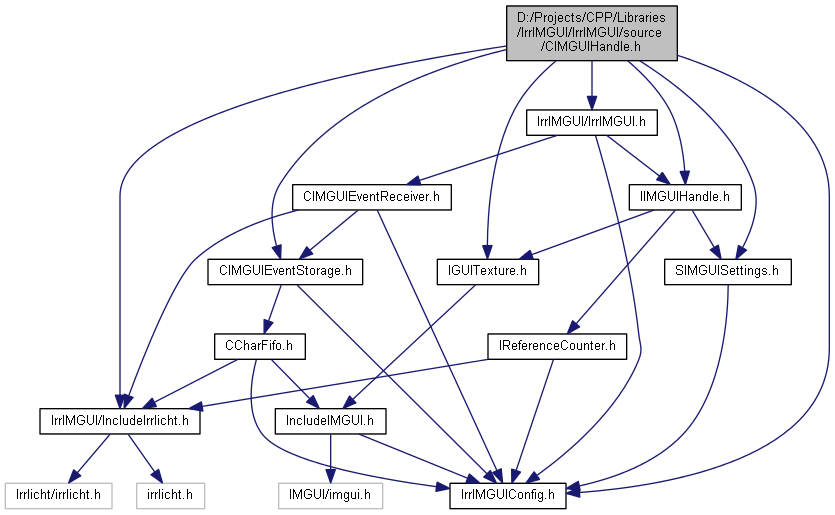 D:/Projects/CPP/Libraries
/IrrIMGUI/IrrIMGUI/source
/CIMGUIHandle.h
IrrIMGUI/IrrIMGUI.h
CIMGUIEventReceiver.h
IIMGUIHandle.h
CIMGUIEventStorage.h
IGUITexture.h
SIMGUISettings.h
CCharFifo.h
IReferenceCounter.h
IrrIMGUI/IncludeIrrlicht.h
IncludeIMGUI.h
Irrlicht/irrlicht.h
irrlicht.h
IMGUI/imgui.h
IrrIMGUIConfig.h